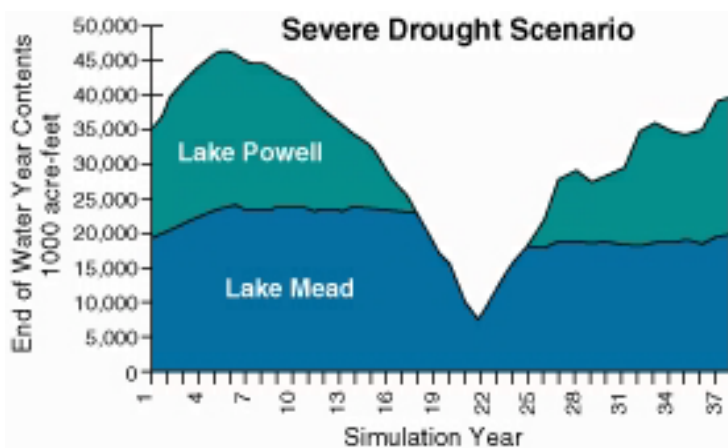 Severe Drought Scenario
End of Water Year Contents
1000 acre-feet
50,000
45,000
40,000
35,000
30,000
25,000
20,000
15,000
10,000
5,000
0
Lake Powell
Lake Mead
1 4 7 10 13 16 19 22 25 28 31 34 37
Simulation Year